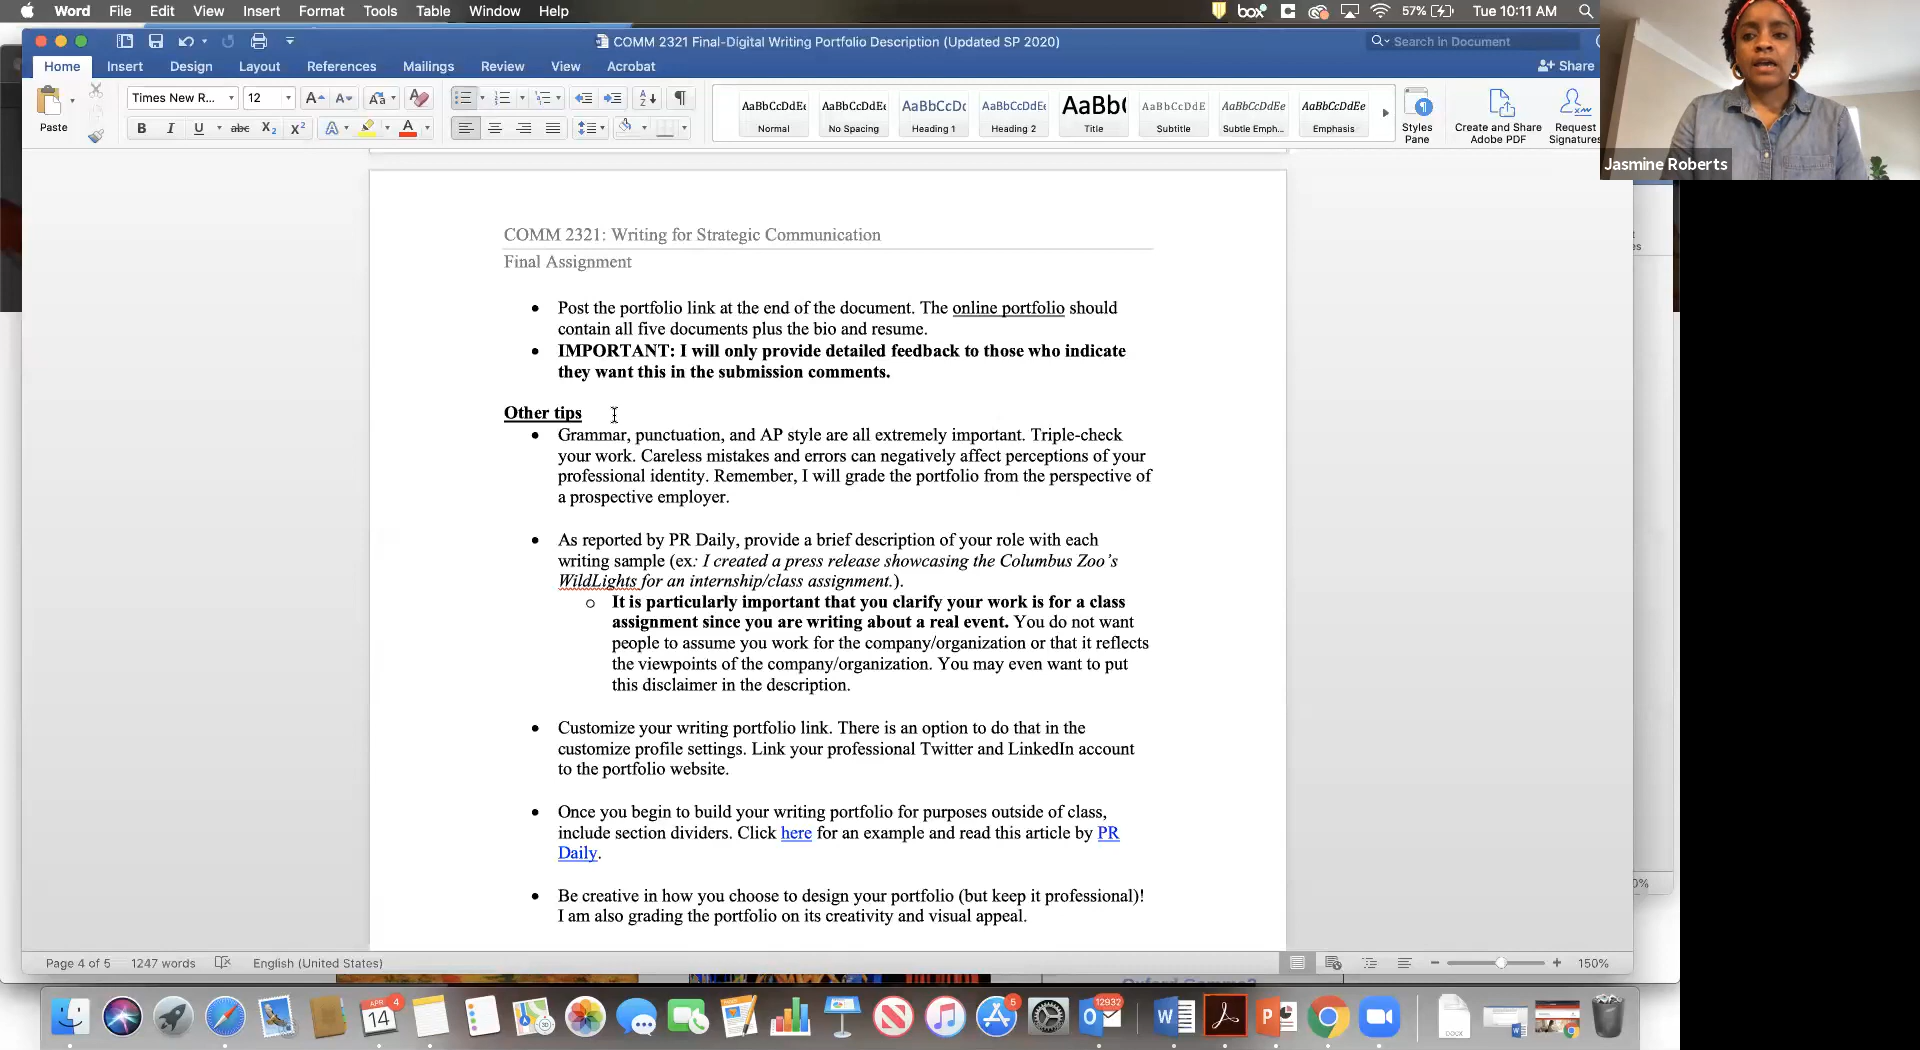 Word File Edit View Insert Format Tools Table Window Help box 57% Tue 10:11 AM
COMM 2321 Final-Digital Writing Portfolio Description (Updated SP 2020) Search in Document
Home Insert Design Layout References Mailings Review View Acrobat Share
Paste Times New R... 12
AaBbCcDdEe AaBbCcDdEe AaBbCcDc AaBbCcDdEe AaBb( AaBbCcDdE AaBbCcDdEe AaBbCcDdEe
Normal No Spacing Heading 1 Heading 2 Title Subtitle Subtle Emph... Emphasis
Styles Pane
Create and Share Adobe PDF
Request Signatures
Jasmine Roberts
COMM 2321: Writing for Strategic Communication
Final Assignment
• Post the portfolio link at the end of the document. The online portfolio should
contain all five documents plus the bio and resume.
• IMPORTANT: I will only provide detailed feedback to those who indicate
they want this in the submission comments.
Other tips
• Grammar, punctuation, and AP style are all extremely important. Triple-check
your work. Careless mistakes and errors can negatively affect perceptions of your
professional identity. Remember, I will grade the portfolio from the perspective of
a prospective employer.
• As reported by PR Daily, provide a brief description of your role with each
writing sample (ex: I created a press release showcasing the Columbus Zoo's
WildLights for an internship/class assignment.).
o It is particularly important that you clarify your work is for a class
assignment since you are writing about a real event. You do not want
people to assume you work for the company/organization or that it reflects
the viewpoints of the company/organization. You may even want to put
this disclaimer in the description.
• Customize your writing portfolio link. There is an option to do that in the
customize profile settings. Link your professional Twitter and LinkedIn account
to the portfolio website.
• Once you begin to build your writing portfolio for purposes outside of class,
include section dividers. Click here for an example and read this article by PR
Daily.
• Be creative in how you choose to design your portfolio (but keep it professional)!
I am also grading the portfolio on its creativity and visual appeal.
Page 4 of 5 1247 words English (United States) 150%
APR 14 4 5 12932
DOCX